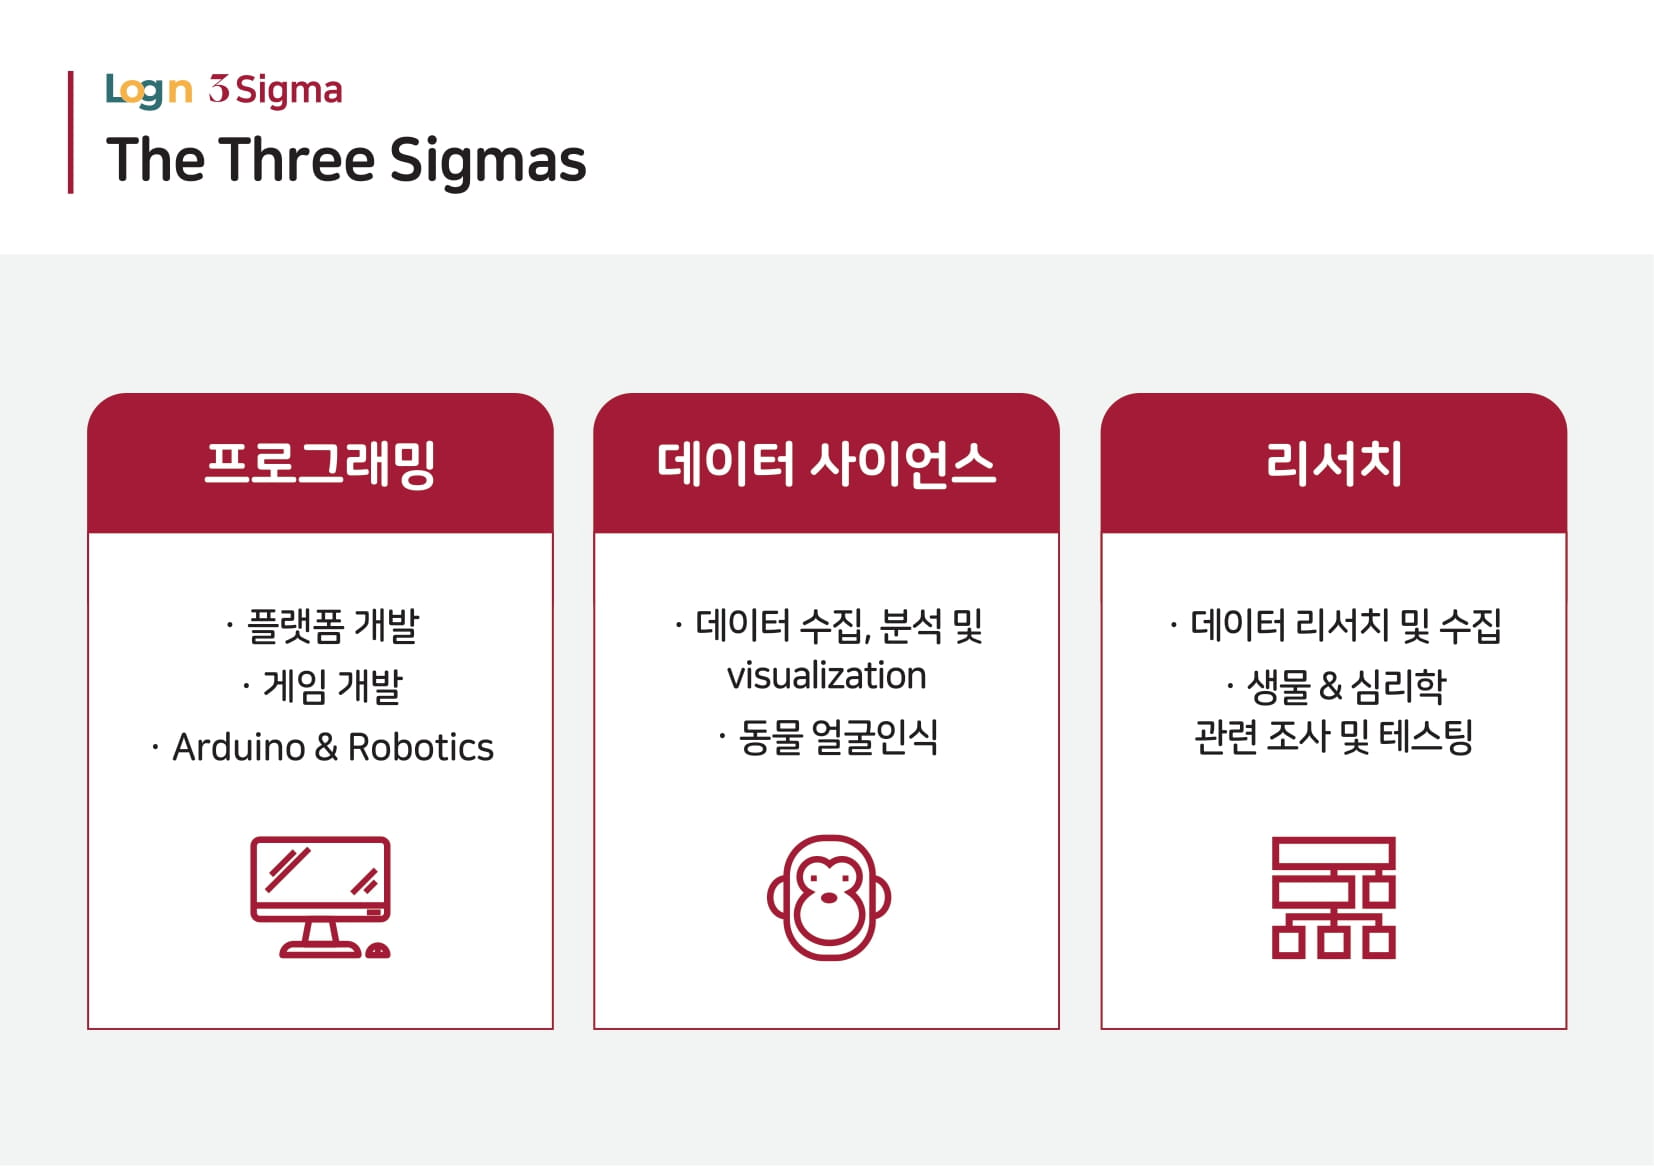 Logn 3 Sigma
The Three Sigmas
프로그래밍
· 플랫폼 개발
· 게임 개발
· Arduino & Robotics
데이터 사이언스
· 데이터 수집, 분석 및
visualization
· 동물 얼굴인식
리서치
· 데이터 리서치 및 수집
· 생물 & 심리학
관련 조사 및 테스팅